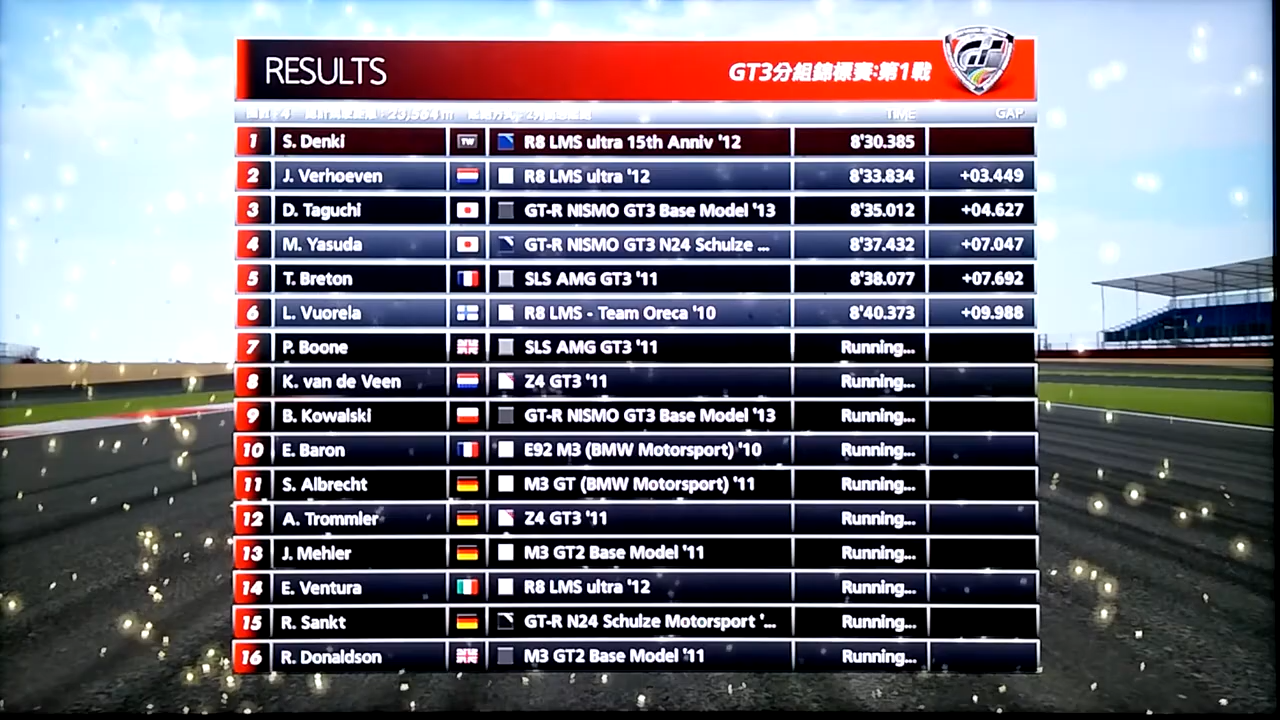 RESULTS
GT3分組錦標賽:第1戰
TIME GAP
1 S. Denki TW R8 LMS ultra 15th Anniv '12 8'30.385
2 J. Verhoeven R8 LMS ultra '12 8'33.834 +03.449
3 D. Taguchi GT-R NISMO GT3 Base Model '13 8'35.012 +04.627
4 M. Yasuda GT-R NISMO GT3 N24 Schulze ... 8'37.432 +07.047
5 T. Breton SLS AMG GT3 '11 8'38.077 +07.692
6 L. Vuorela R8 LMS - Team Oreca '10 8'40.373 +09.988
7 P. Boone SLS AMG GT3 '11 Running...
8 K. van de Veen Z4 GT3 '11 Running...
9 B. Kowalski GT-R NISMO GT3 Base Model '13 Running...
10 E. Baron E92 M3 (BMW Motorsport) '10 Running...
11 S. Albrecht M3 GT (BMW Motorsport) '11 Running...
12 A. Trommler Z4 GT3 '11 Running...
13 J. Mehler M3 GT2 Base Model '11 Running...
14 E. Ventura R8 LMS ultra '12 Running...
15 R. Sankt GT-R N24 Schulze Motorsport '... Running...
16 R. Donaldson M3 GT2 Base Model '11 Running...